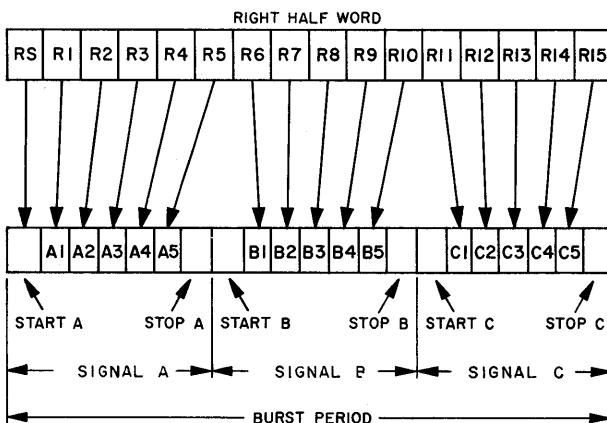 RIGHT HALF WORD
RS R1 R2 R3 R4 R5 R6 R7 R8 R9 R10 R11 R12 R13 R14 R15
A1 A2 A3 A4 A5 B1 B2 B3 B4 B5 C1 C2 C3 C4 C5
START A STOP A START B STOP B START C STOP C
SIGNAL A SIGNAL B SIGNAL C
BURST PERIOD